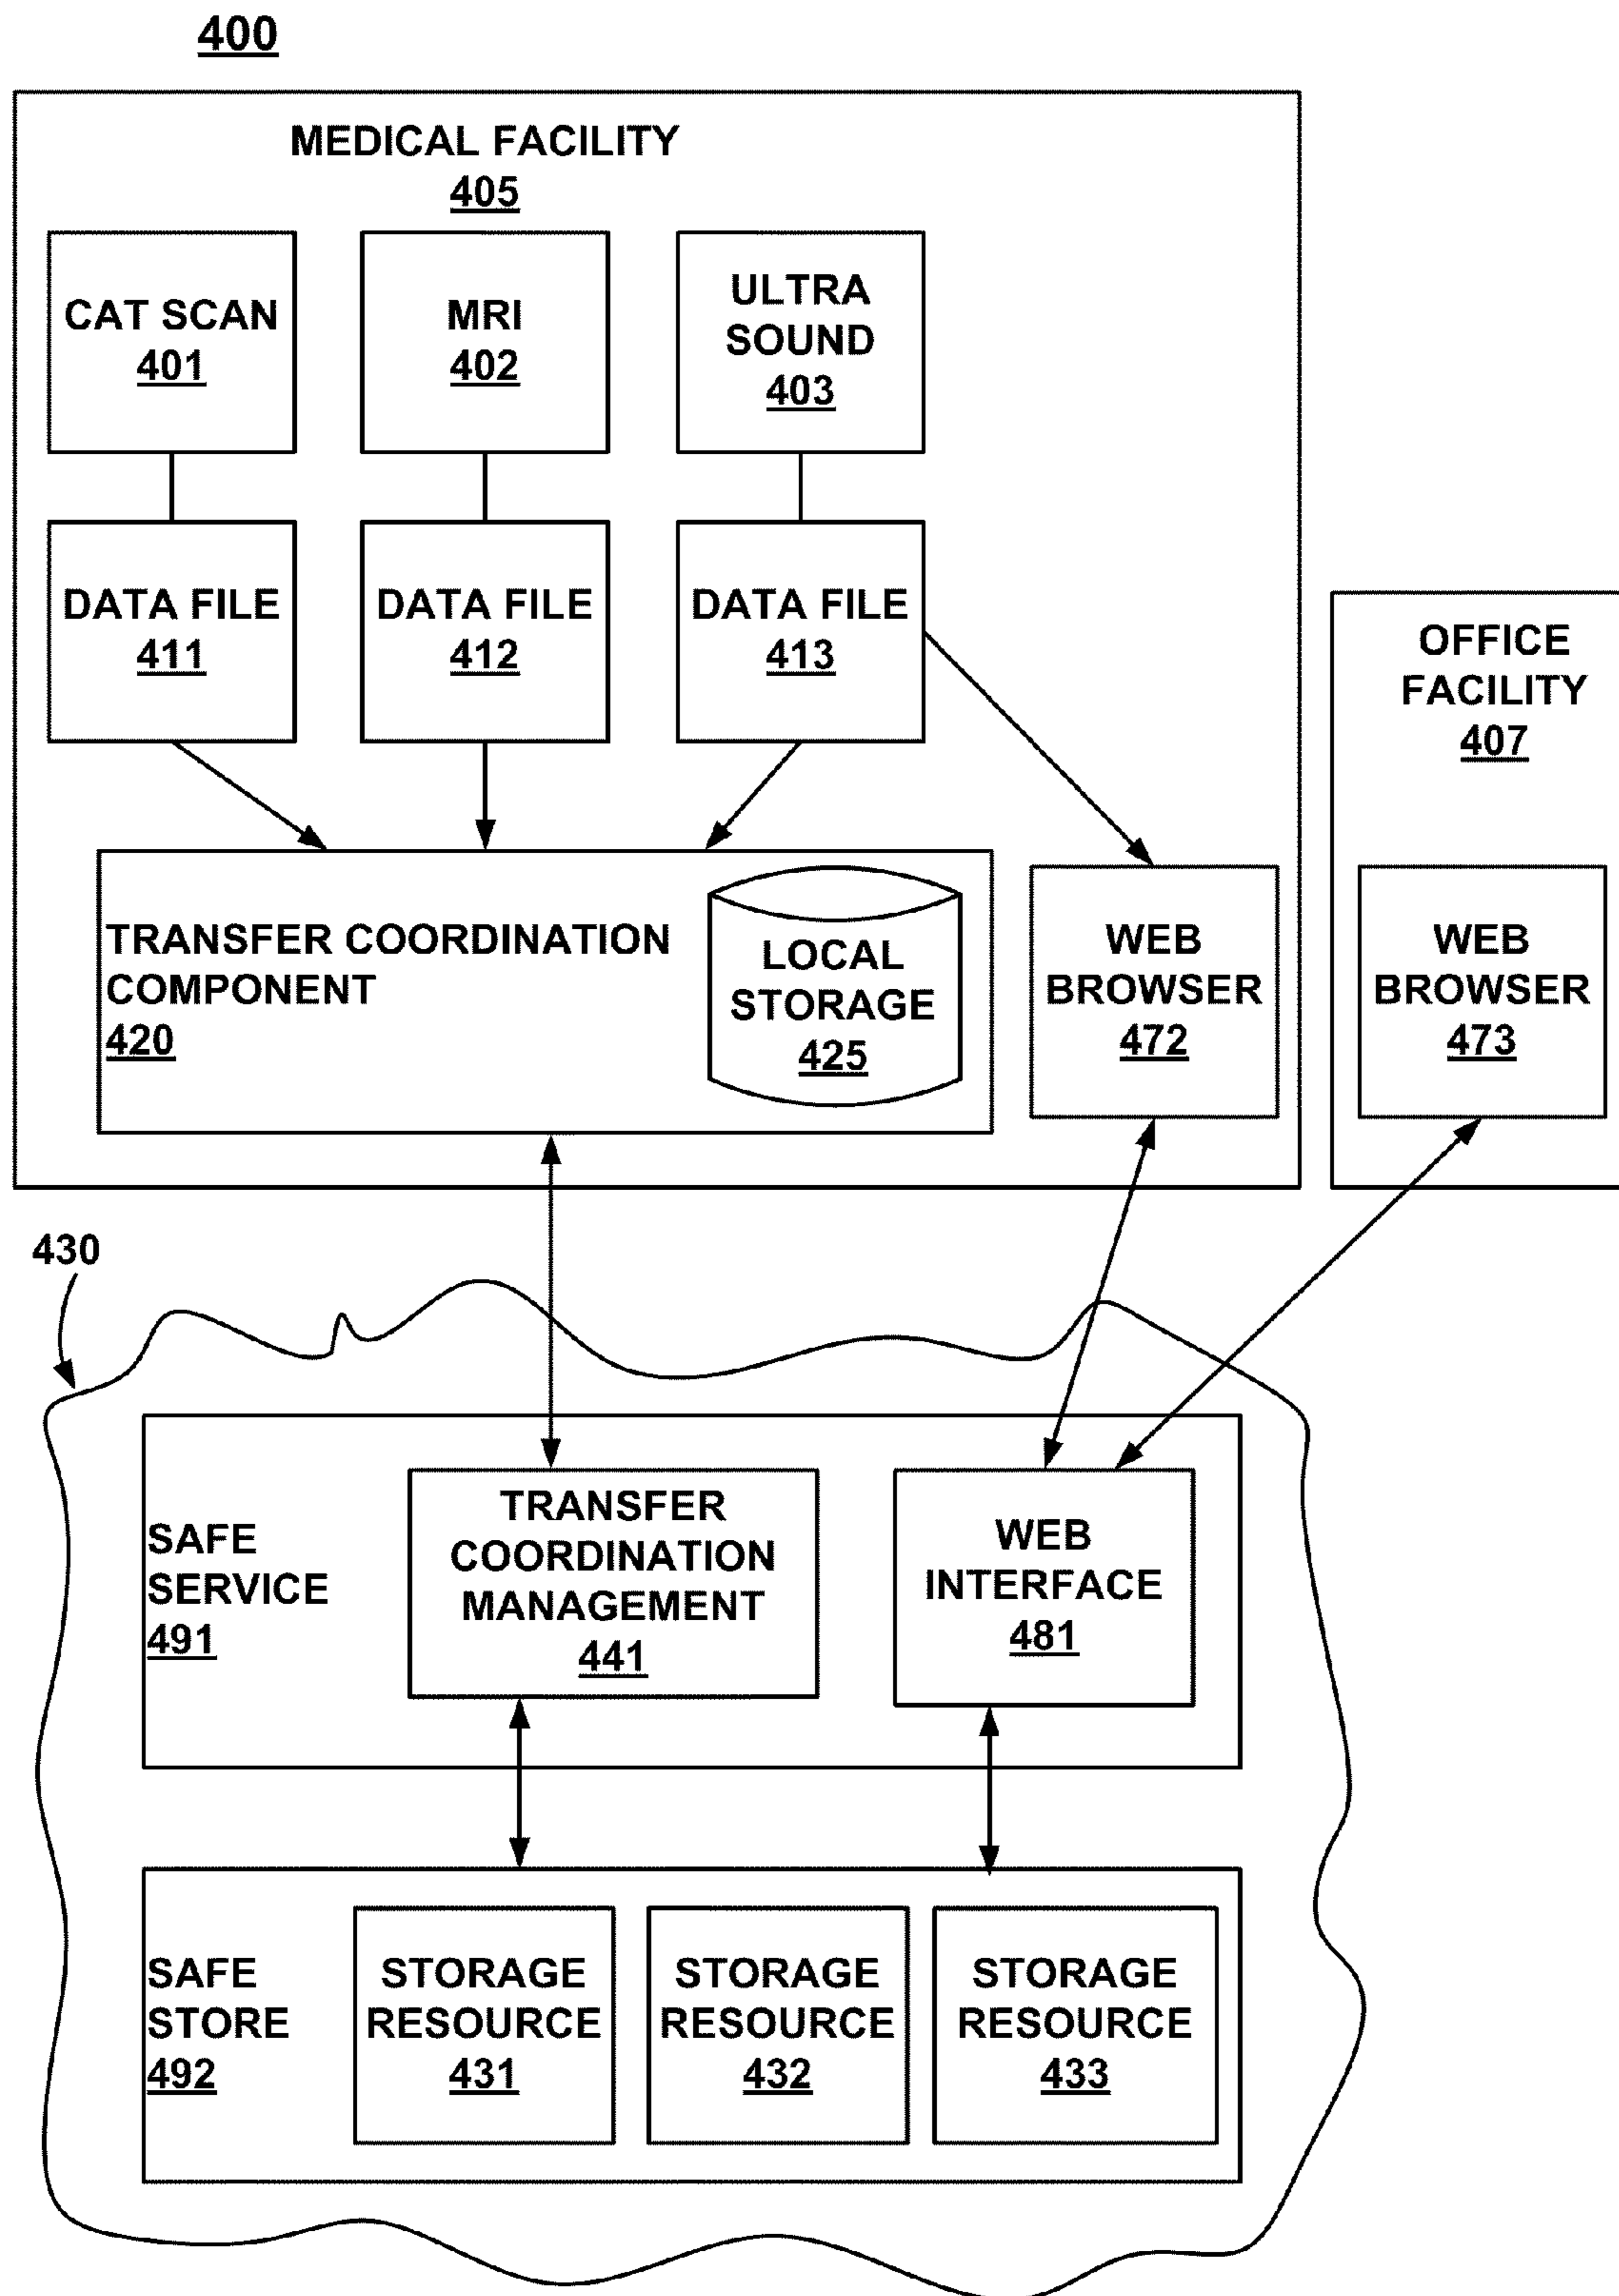 400
MEDICAL FACILITY
405
CAT SCAN
401
MRI
402
ULTRA
SOUND
403
DATA FILE
411
DATA FILE
412
DATA FILE
413
OFFICE
FACILITY
407
TRANSFER COORDINATION
COMPONENT
420
LOCAL
STORAGE
425
WEB
BROWSER
472
WEB
BROWSER
473
430
SAFE
SERVICE
491
TRANSFER
COORDINATION
MANAGEMENT
441
WEB
INTERFACE
481
SAFE
STORE
492
STORAGE
RESOURCE
431
STORAGE
RESOURCE
432
STORAGE
RESOURCE
433